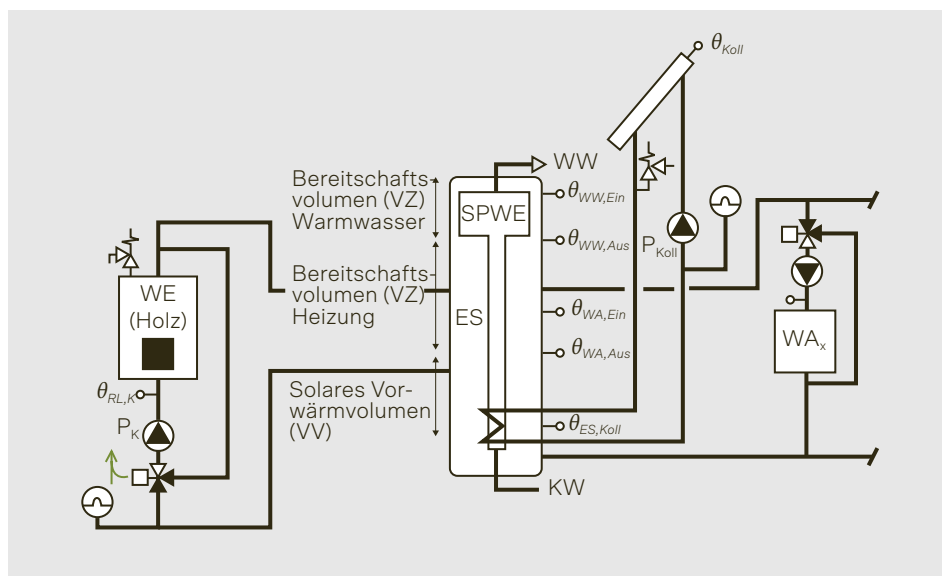 θKoll
WW
Bereitschafts-
volumen (VZ)
Warmwasser
SPWE
θWW,Ein
θWW,Aus
PKoll
Bereitschafts-
volumen (VZ)
Heizung
WE
(Holz)
ES
θWA,Ein
θWA,Aus
WAx
Solares Vor-
wärmvolumen
(VV)
θRL,K
PK
θES,Koll
KW